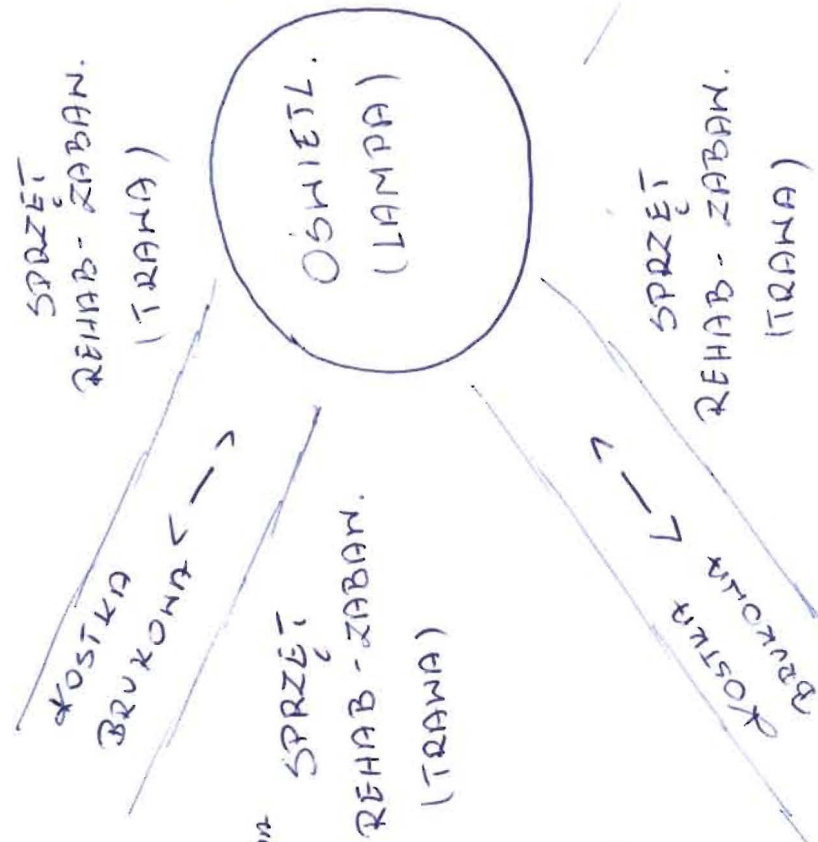 SPRZĘT
REHAB - ZABAW.
(TRAWA)
OŚWIETL.
(LAMPA)
SPRZĘT
REHAB - ZABAW.
(TRAWA)
KOSTKA
BRUKOWA
SPRZĘT
REHAB - ZABAW.
(TRAWA)
KOSTKA
BRUKOWA